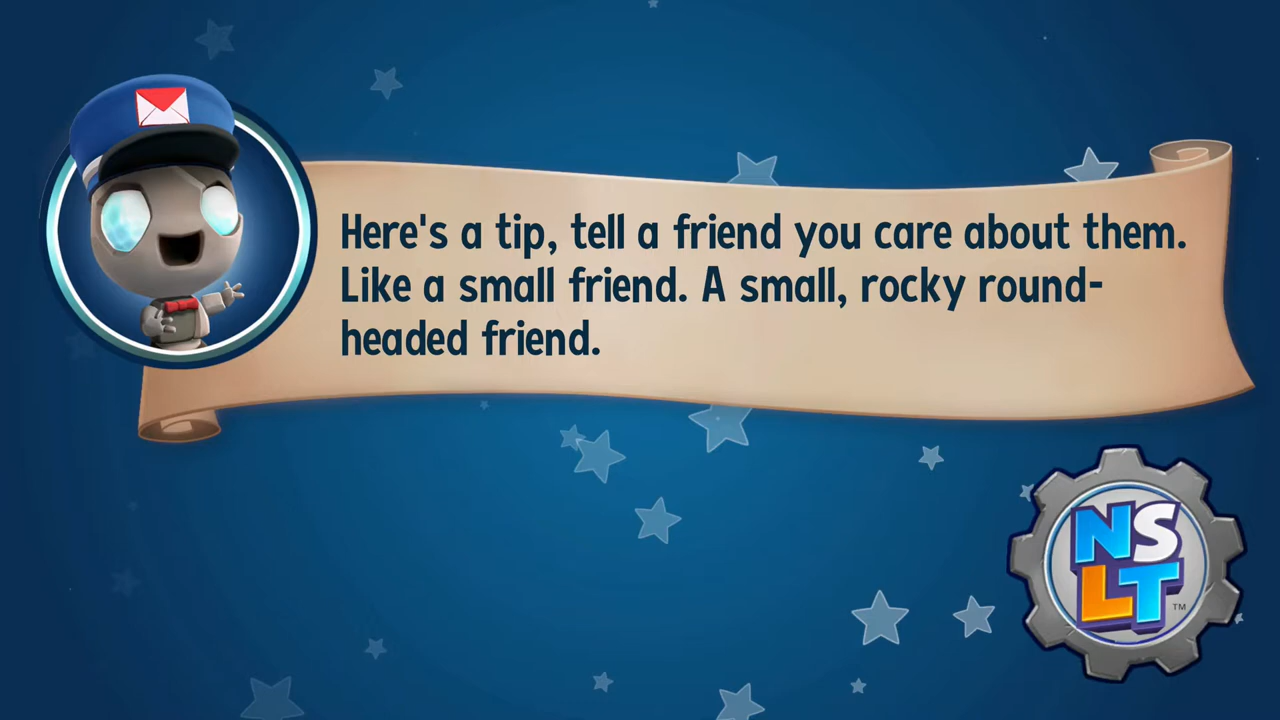 Here's a tip, tell a friend you care about them.
Like a small friend. A small, rocky round-
headed friend.
NS
LT
TM